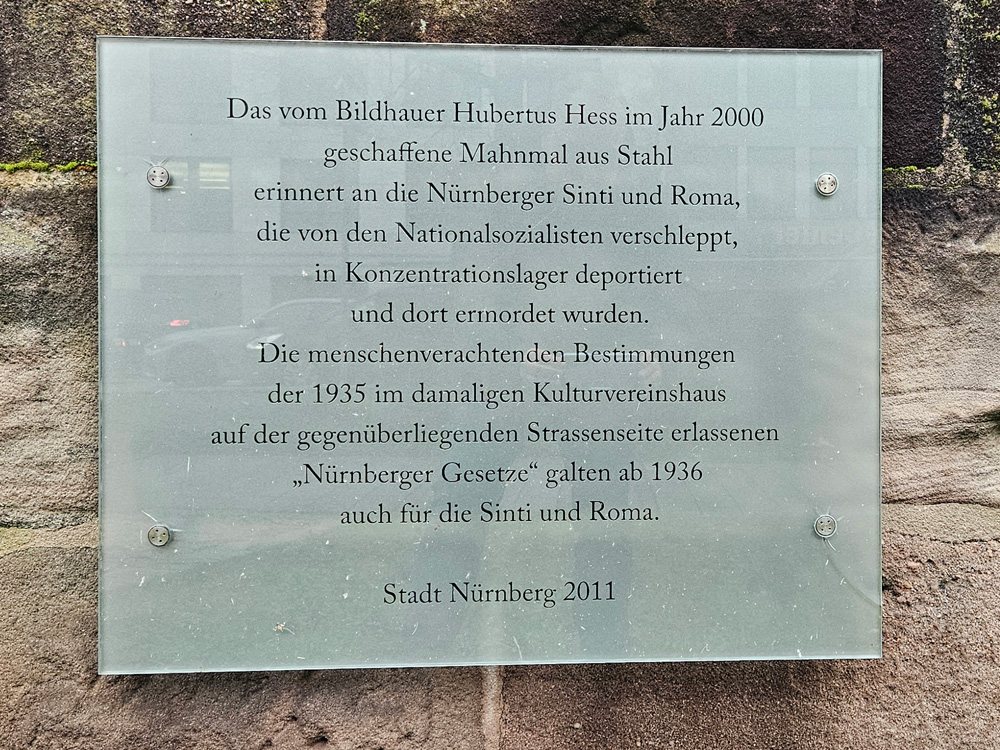 Das vom Bildhauer Hubertus Hess im Jahr 2000
geschaffene Mahnmal aus Stahl
erinnert an die Nürnberger Sinti und Roma,
die von den Nationalsozialisten verschleppt,
in Konzentrationslager deportiert
und dort ermordet wurden.
Die menschenverachtenden Bestimmungen
der 1935 im damaligen Kulturvereinshaus
auf der gegenüberliegenden Strassenseite erlassenen
„Nürnberger Gesetze“ galten ab 1936
auch für die Sinti und Roma.
Stadt Nürnberg 2011